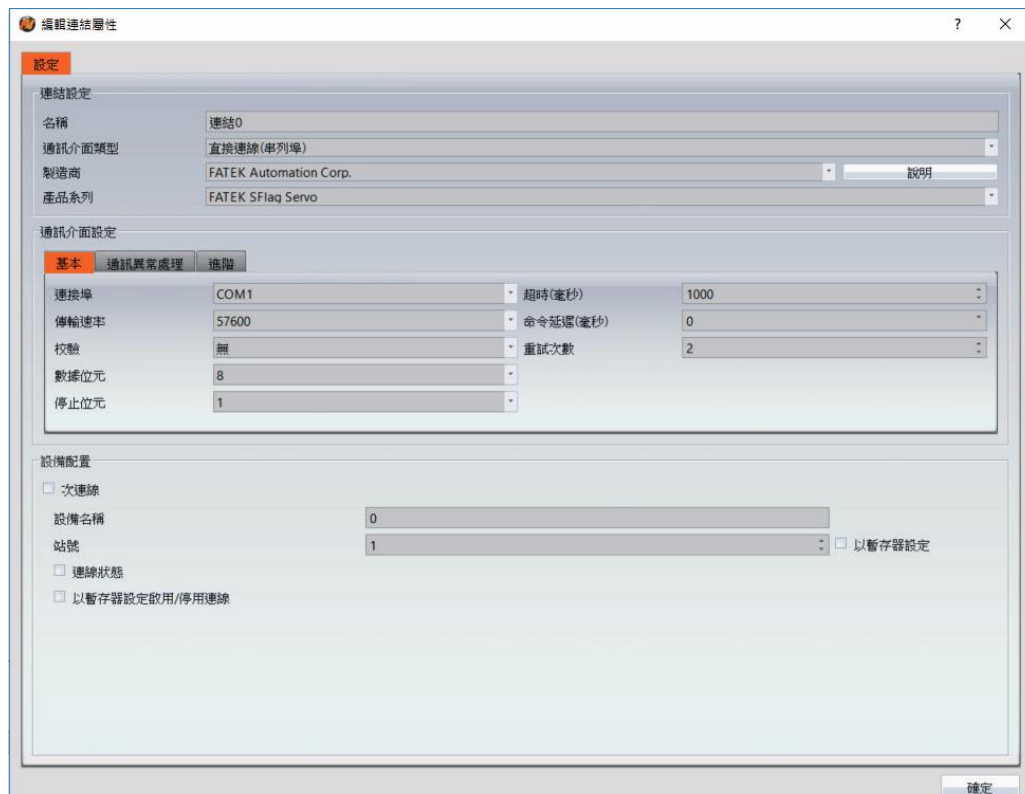 編輯連結屬性
設定
連結設定
名稱 連結0
通訊介面類型 直接連線(串列埠)
製造商 FATEK Automation Corp. 說明
產品系列 FATEK SFlag Servo
通訊介面設定
基本 通訊異常處理 進階
連接埠 COM1 超時(毫秒) 1000
傳輸速率 57600 命令延遲(毫秒) 0
校驗 無 重試次數 2
數據位元 8
停止位元 1
設備配置
次連線
設備名稱 0
站號 1 以暫存器設定
連線狀態
以暫存器設定啟用/停用連線
確定